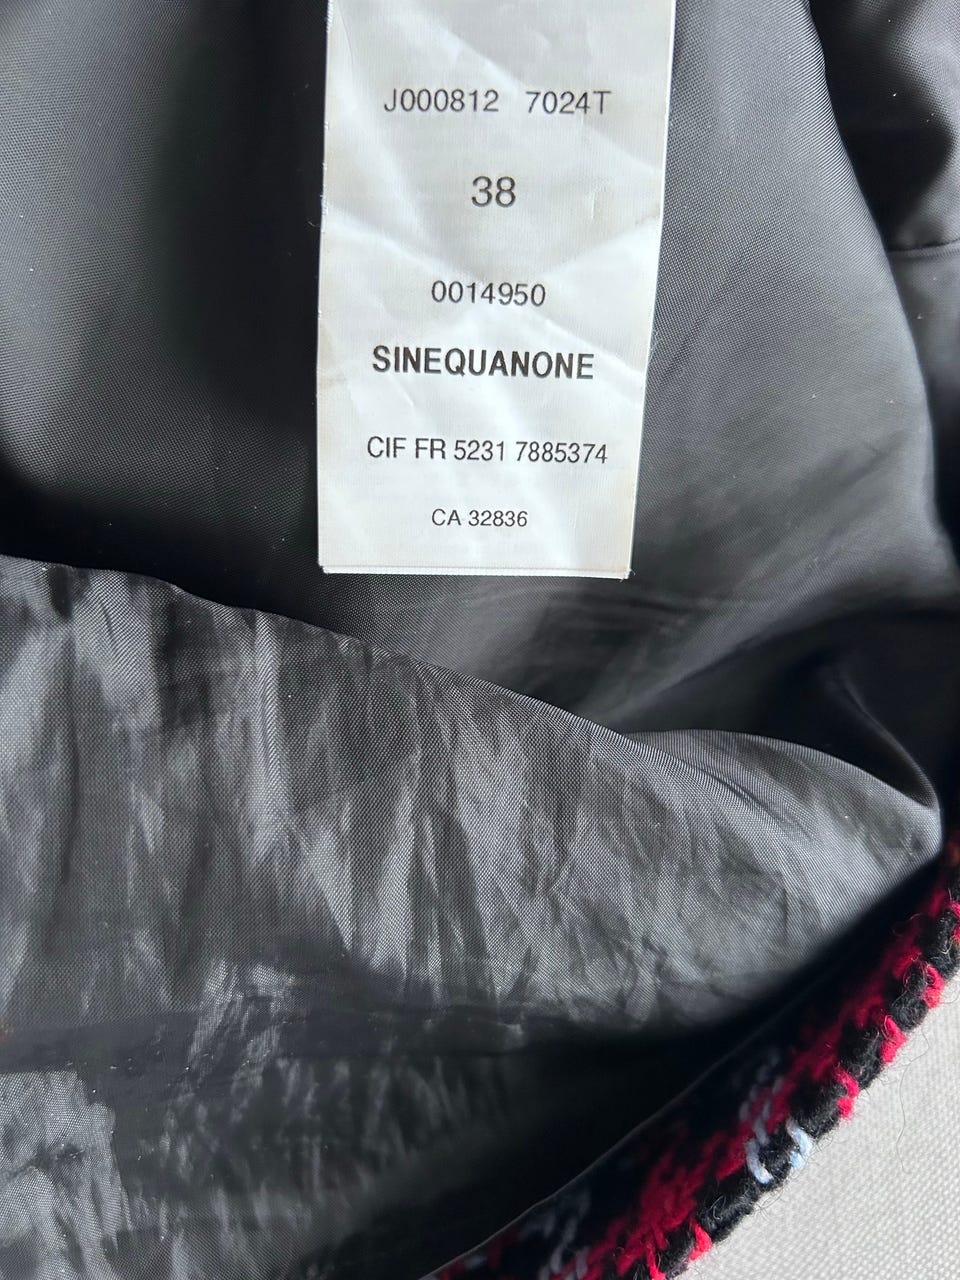 J000812 7024T
38
0014950
SINEQUANONE
CIF FR 5231 7885374
CA 32836